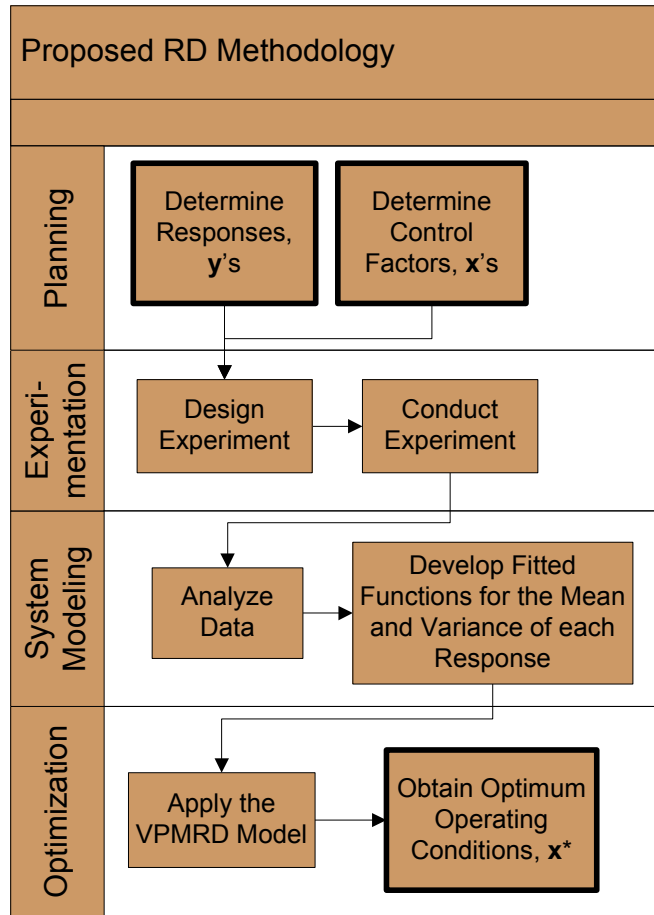 Proposed RD Methodology
Planning
Determine
Responses,
y's
Determine
Control
Factors, x's
Experi-
mentation
Design
Experiment
Conduct
Experiment
System
Modeling
Analyze
Data
Develop Fitted
Functions for the Mean
and Variance of each
Response
Optimization
Apply the
VPMRD Model
Obtain Optimum
Operating
Conditions, x*